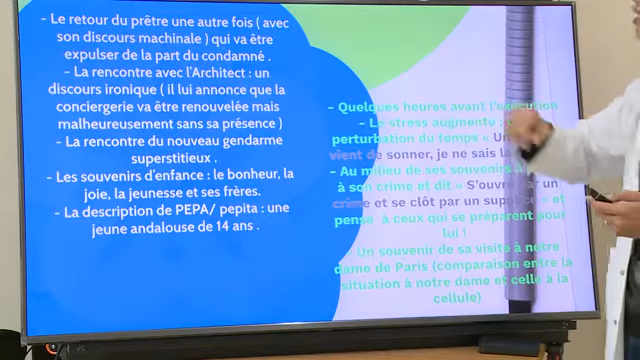 - Le retour du prêtre une autre fois ( avec
son discours machinale ) qui va être
expulser de la part du condamné .
- La rencontre avec l'Architect : un
discours ironique ( il lui annonce que la
conciergerie va être renouvelée mais
malheureusement sans sa présence )
- La rencontre du nouveau gendarme
superstitieux .
- Les souvenirs d'enfance : le bonheur, la
joie, la jeunesse et ses frères.
- La description de PEPA/ pepita : une
jeune andalouse de 14 ans .
- Quelques heures avant l'exécution
- Le stress augmente :
perturbation du temps «
vient de sonner, je ne sais
- Au milieu de ses souvenirs
à son crime et dit « S'ouvre par un
crime et se clôt par un supplice » et
pense à ceux qui se préparent pour
lui !
- Un souvenir de sa visite à notre
dame de Paris (comparaison entre la
situation à notre dame et celle à la
cellule)